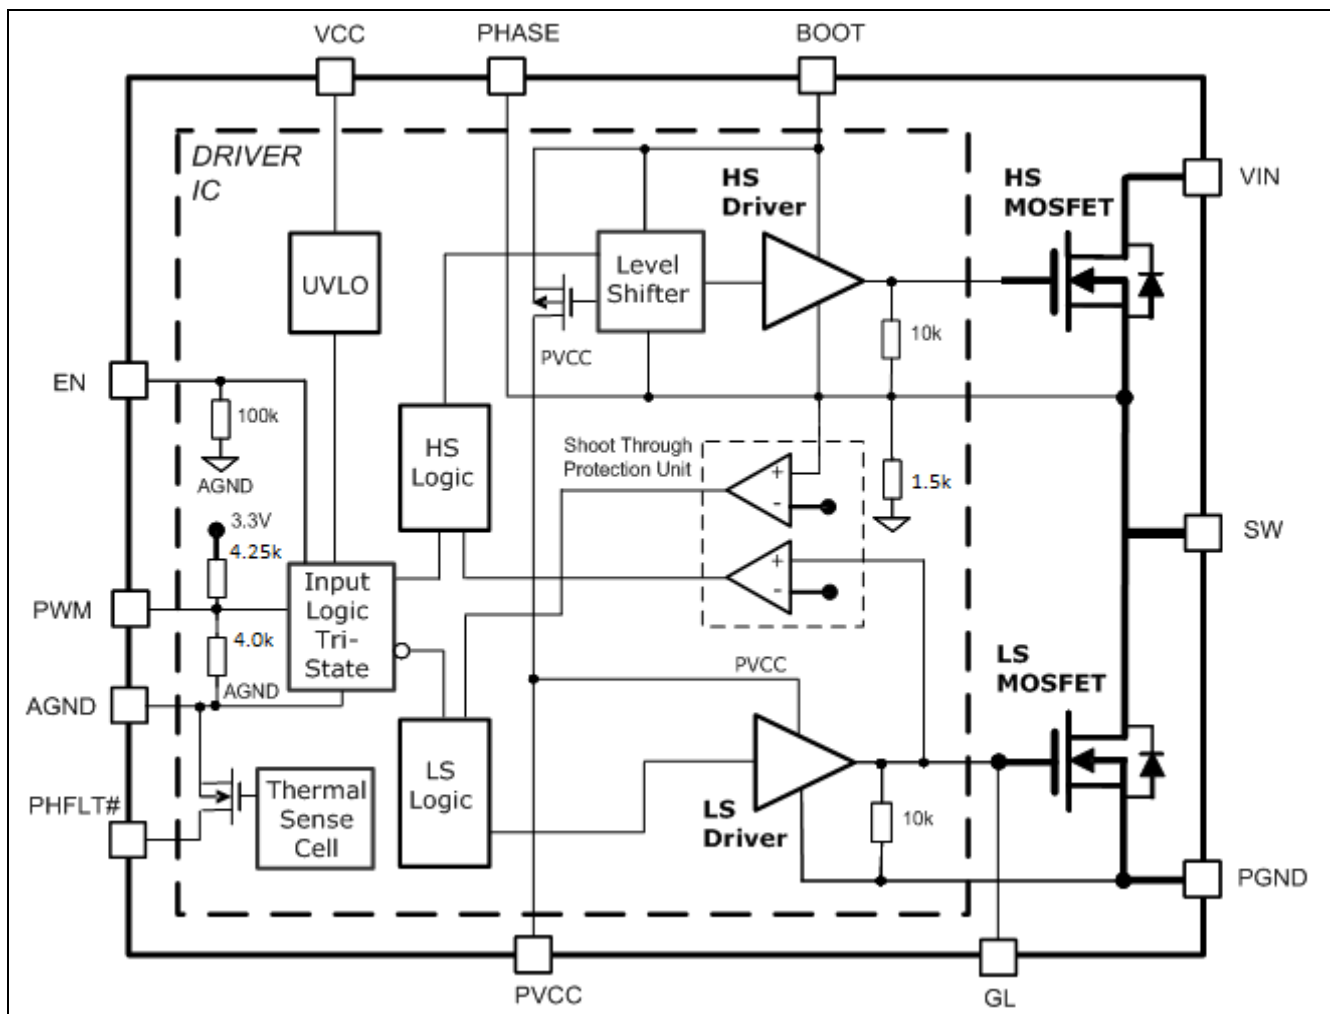 VCC
PHASE
BOOT
DRIVER
IC
HS
Driver
HS
MOSFET
VIN
UVLO
Level
Shifter
PVCC
10k
EN
100k
AGND
HS
Logic
Shoot Through
Protection Unit
+
-
1.5k
3.3V
4.25k
SW
PWM
Input
Logic
Tri-
State
+
-
4.0k
AGND
AGND
PVCC
LS
MOSFET
PHFLT#
Thermal
Sense
Cell
LS
Logic
LS
Driver
10k
PGND
PVCC
GL